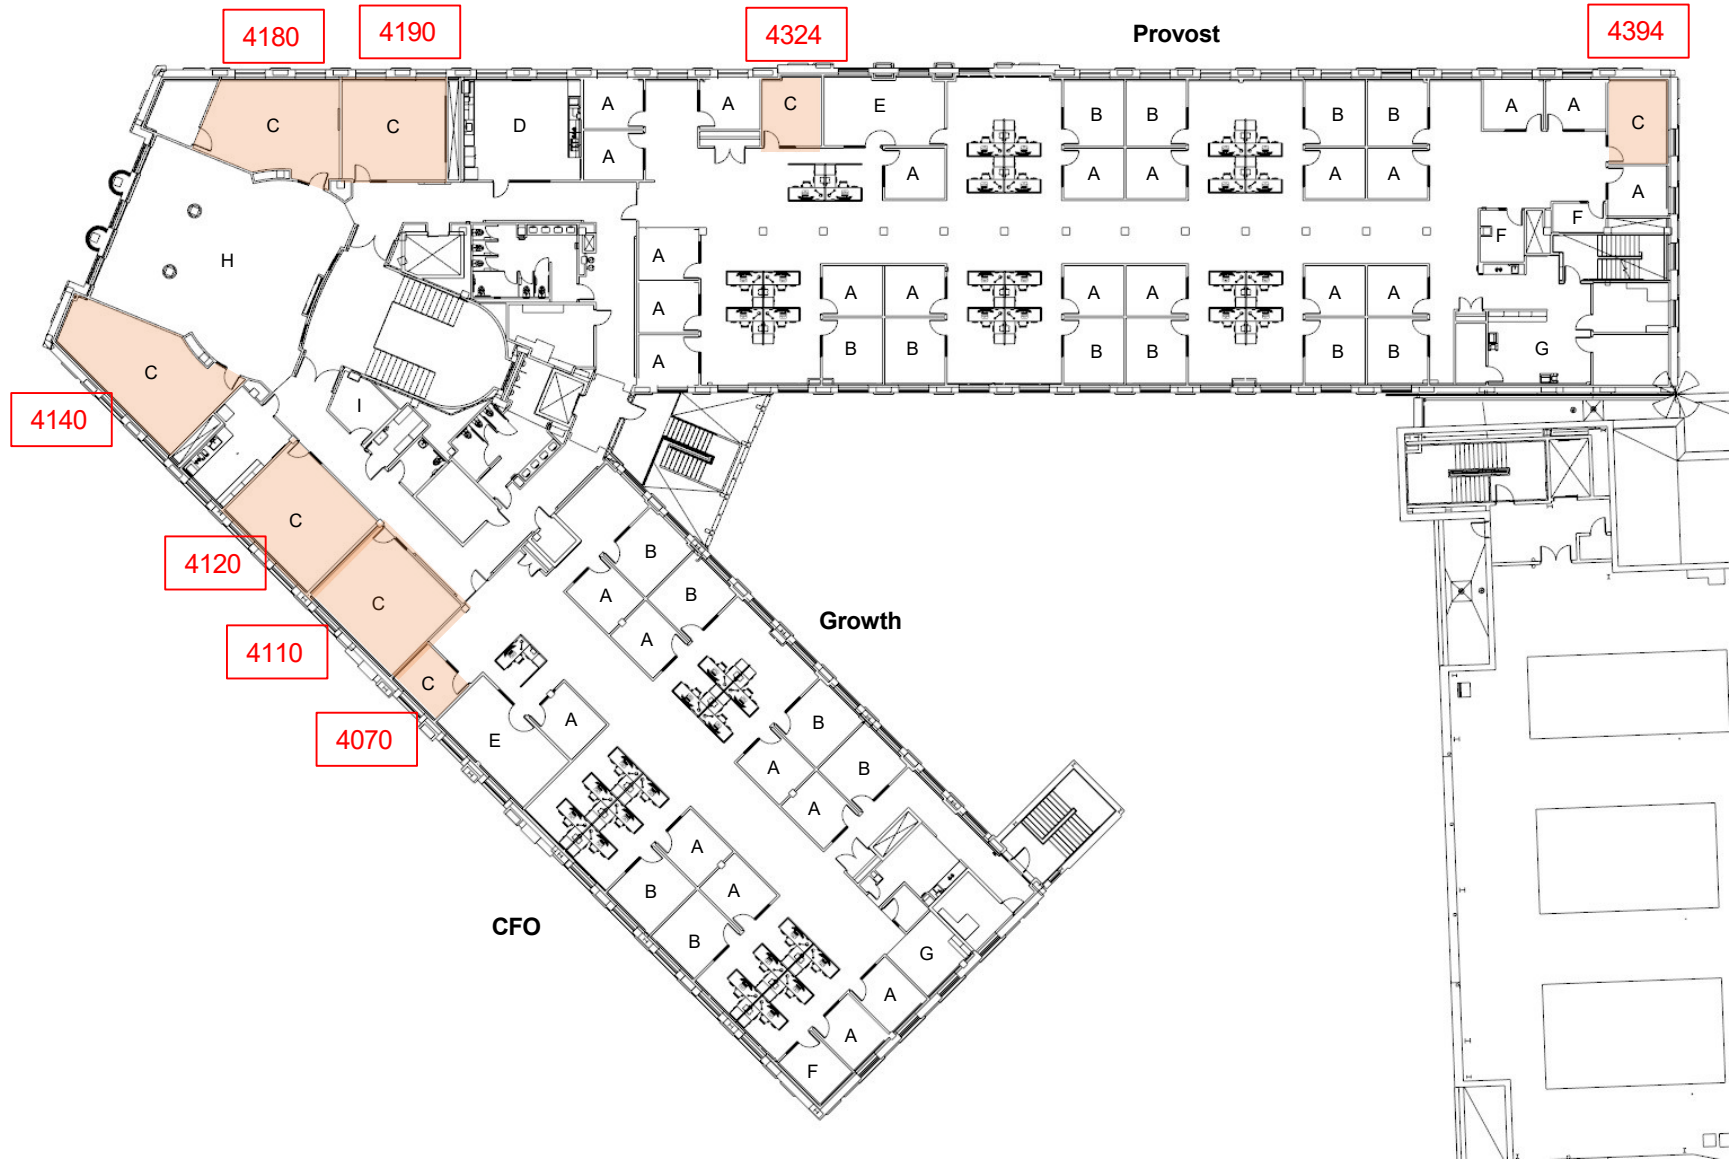 4180 4190 4324 Provost 4394
C C D A A C E B B B B A A C
A A A A A A A
F F
H A
A A A A A A A
A B B B B B B G
C I
4140
C
4120
B
A B
C Growth
A
4110
C
4070
A B
E
A B
A
A
B A
CFO
B
G
A
A
F